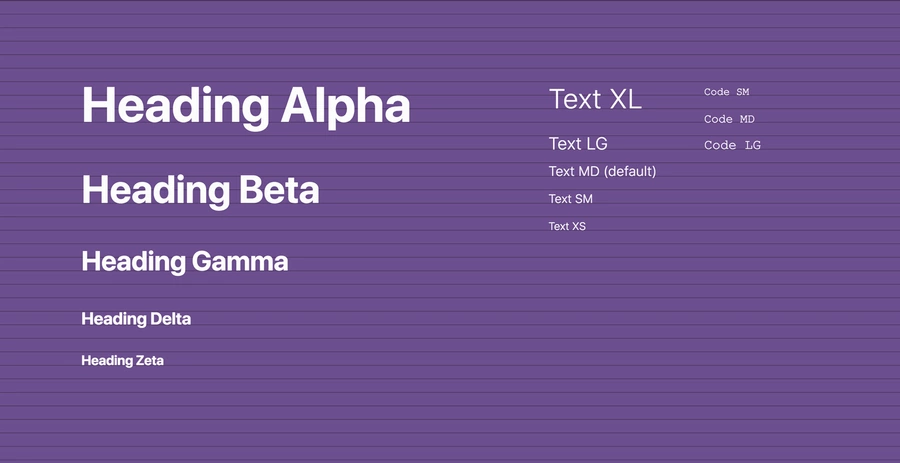 Heading Alpha
Heading Beta
Heading Gamma
Heading Delta
Heading Zeta
Text XL
Text LG
Text MD (default)
Text SM
Text XS
Code SM
Code MD
Code LG